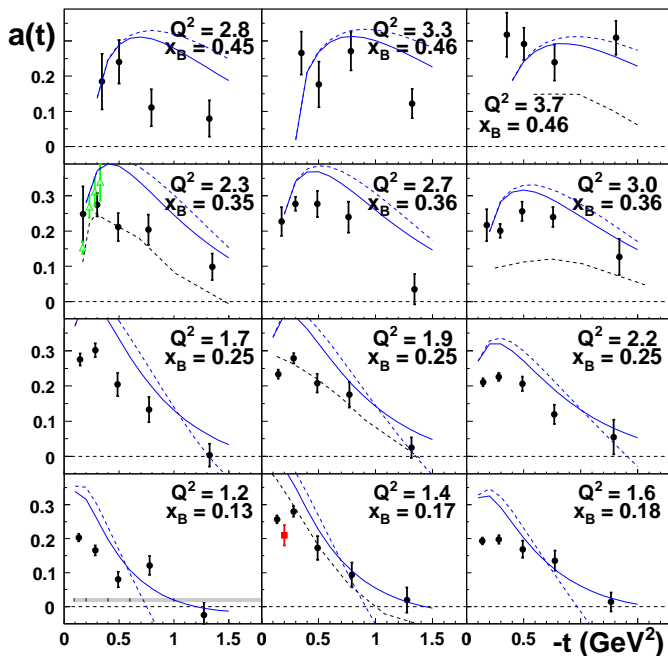 a(t)
Q² = 2.8
x_B = 0.45
Q² = 3.3
x_B = 0.46
Q² = 3.7
x_B = 0.46
0.3
0.2
0.1
0
Q² = 2.3
x_B = 0.35
Q² = 2.7
x_B = 0.36
Q² = 3.0
x_B = 0.36
0.3
0.2
0.1
0
Q² = 1.7
x_B = 0.25
Q² = 1.9
x_B = 0.25
Q² = 2.2
x_B = 0.25
0.3
0.2
0.1
0
Q² = 1.2
x_B = 0.13
Q² = 1.4
x_B = 0.17
Q² = 1.6
x_B = 0.18
0.3
0.2
0.1
0
0 0.5 1 1.5 0 0.5 1 1.5 0 0.5 1 1.5
-t (GeV²)